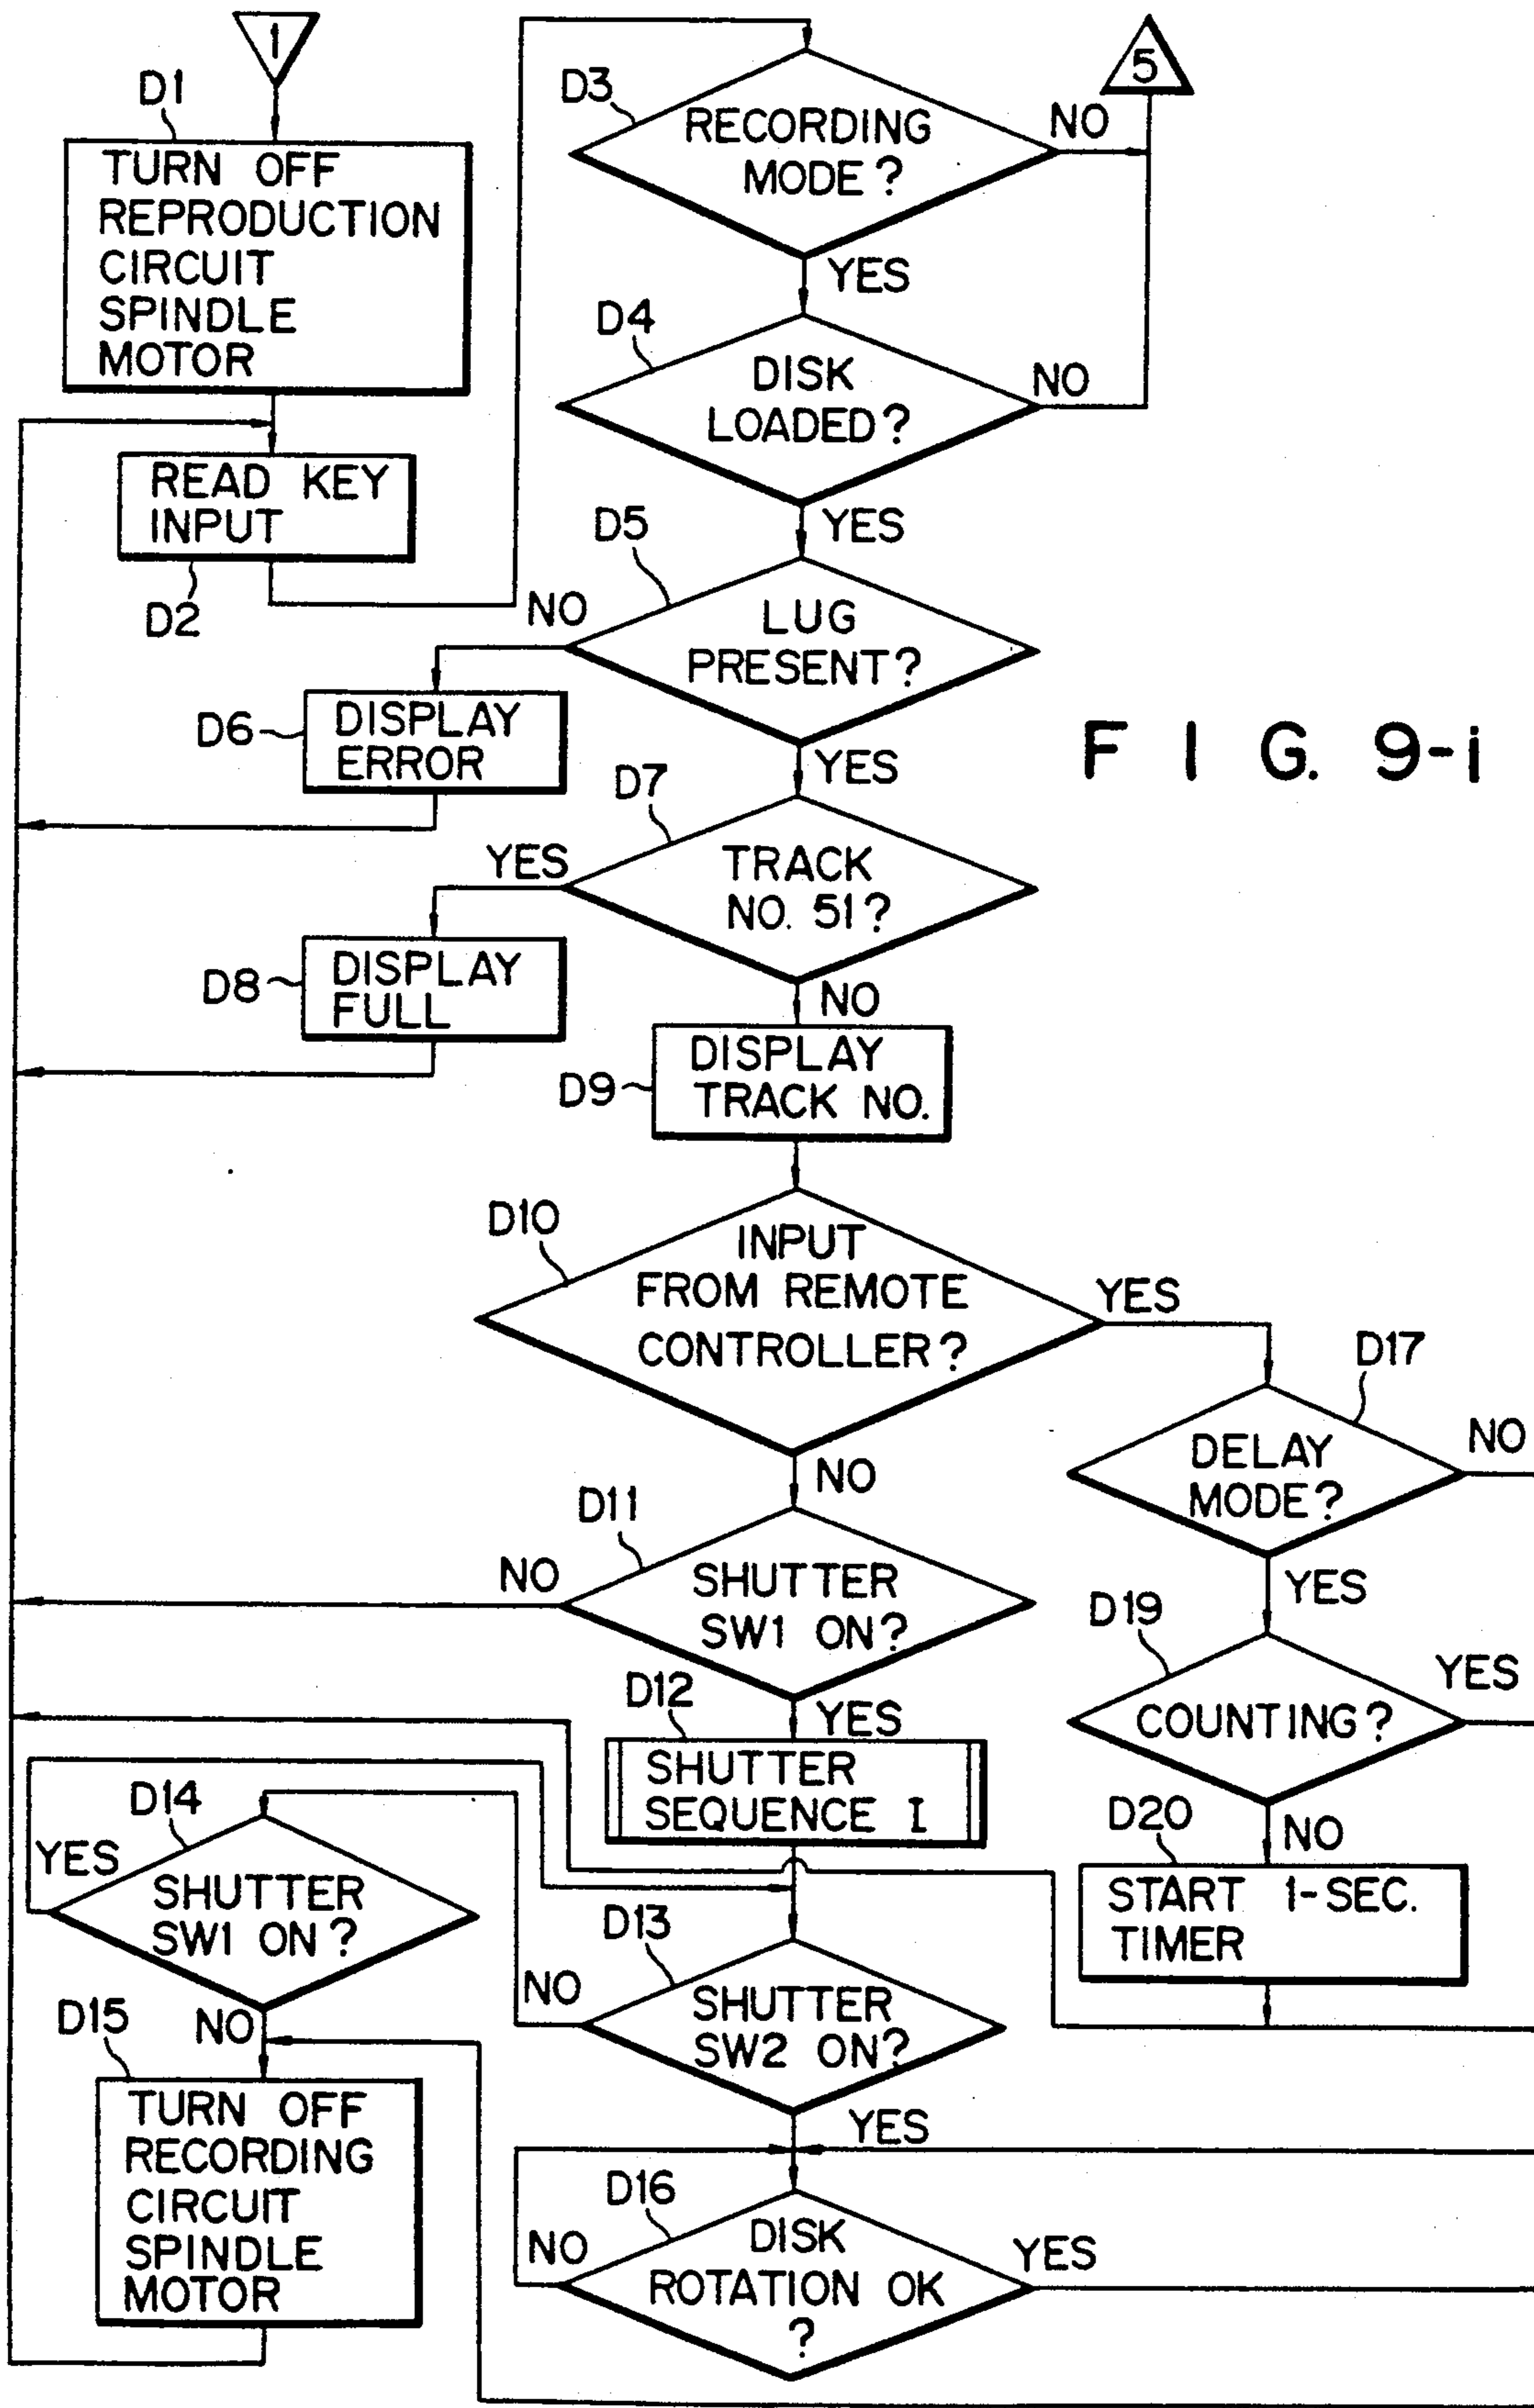 1
D1
TURN OFF
REPRODUCTION
CIRCUIT
SPINDLE
MOTOR
READ KEY
INPUT
D2
D3
RECORDING
MODE?
NO
5
YES
D4
DISK
LOADED?
NO
YES
D5
LUG
PRESENT?
NO
D6
DISPLAY
ERROR
YES
F I G. 9-i
D7
TRACK
NO. 51?
YES
D8
DISPLAY
FULL
NO
D9
DISPLAY
TRACK NO.
D10
INPUT
FROM REMOTE
CONTROLLER?
YES
NO
D17
DELAY
MODE?
NO
YES
D11
SHUTTER
SW1 ON?
NO
YES
D19
COUNTING?
YES
NO
D12
SHUTTER
SEQUENCE I
D20
START 1-SEC.
TIMER
D14
YES
SHUTTER
SW1 ON?
NO
D13
SHUTTER
SW2 ON?
NO
YES
D15
TURN OFF
RECORDING
CIRCUIT
SPINDLE
MOTOR
D16
DISK
ROTATION OK
?
NO
YES